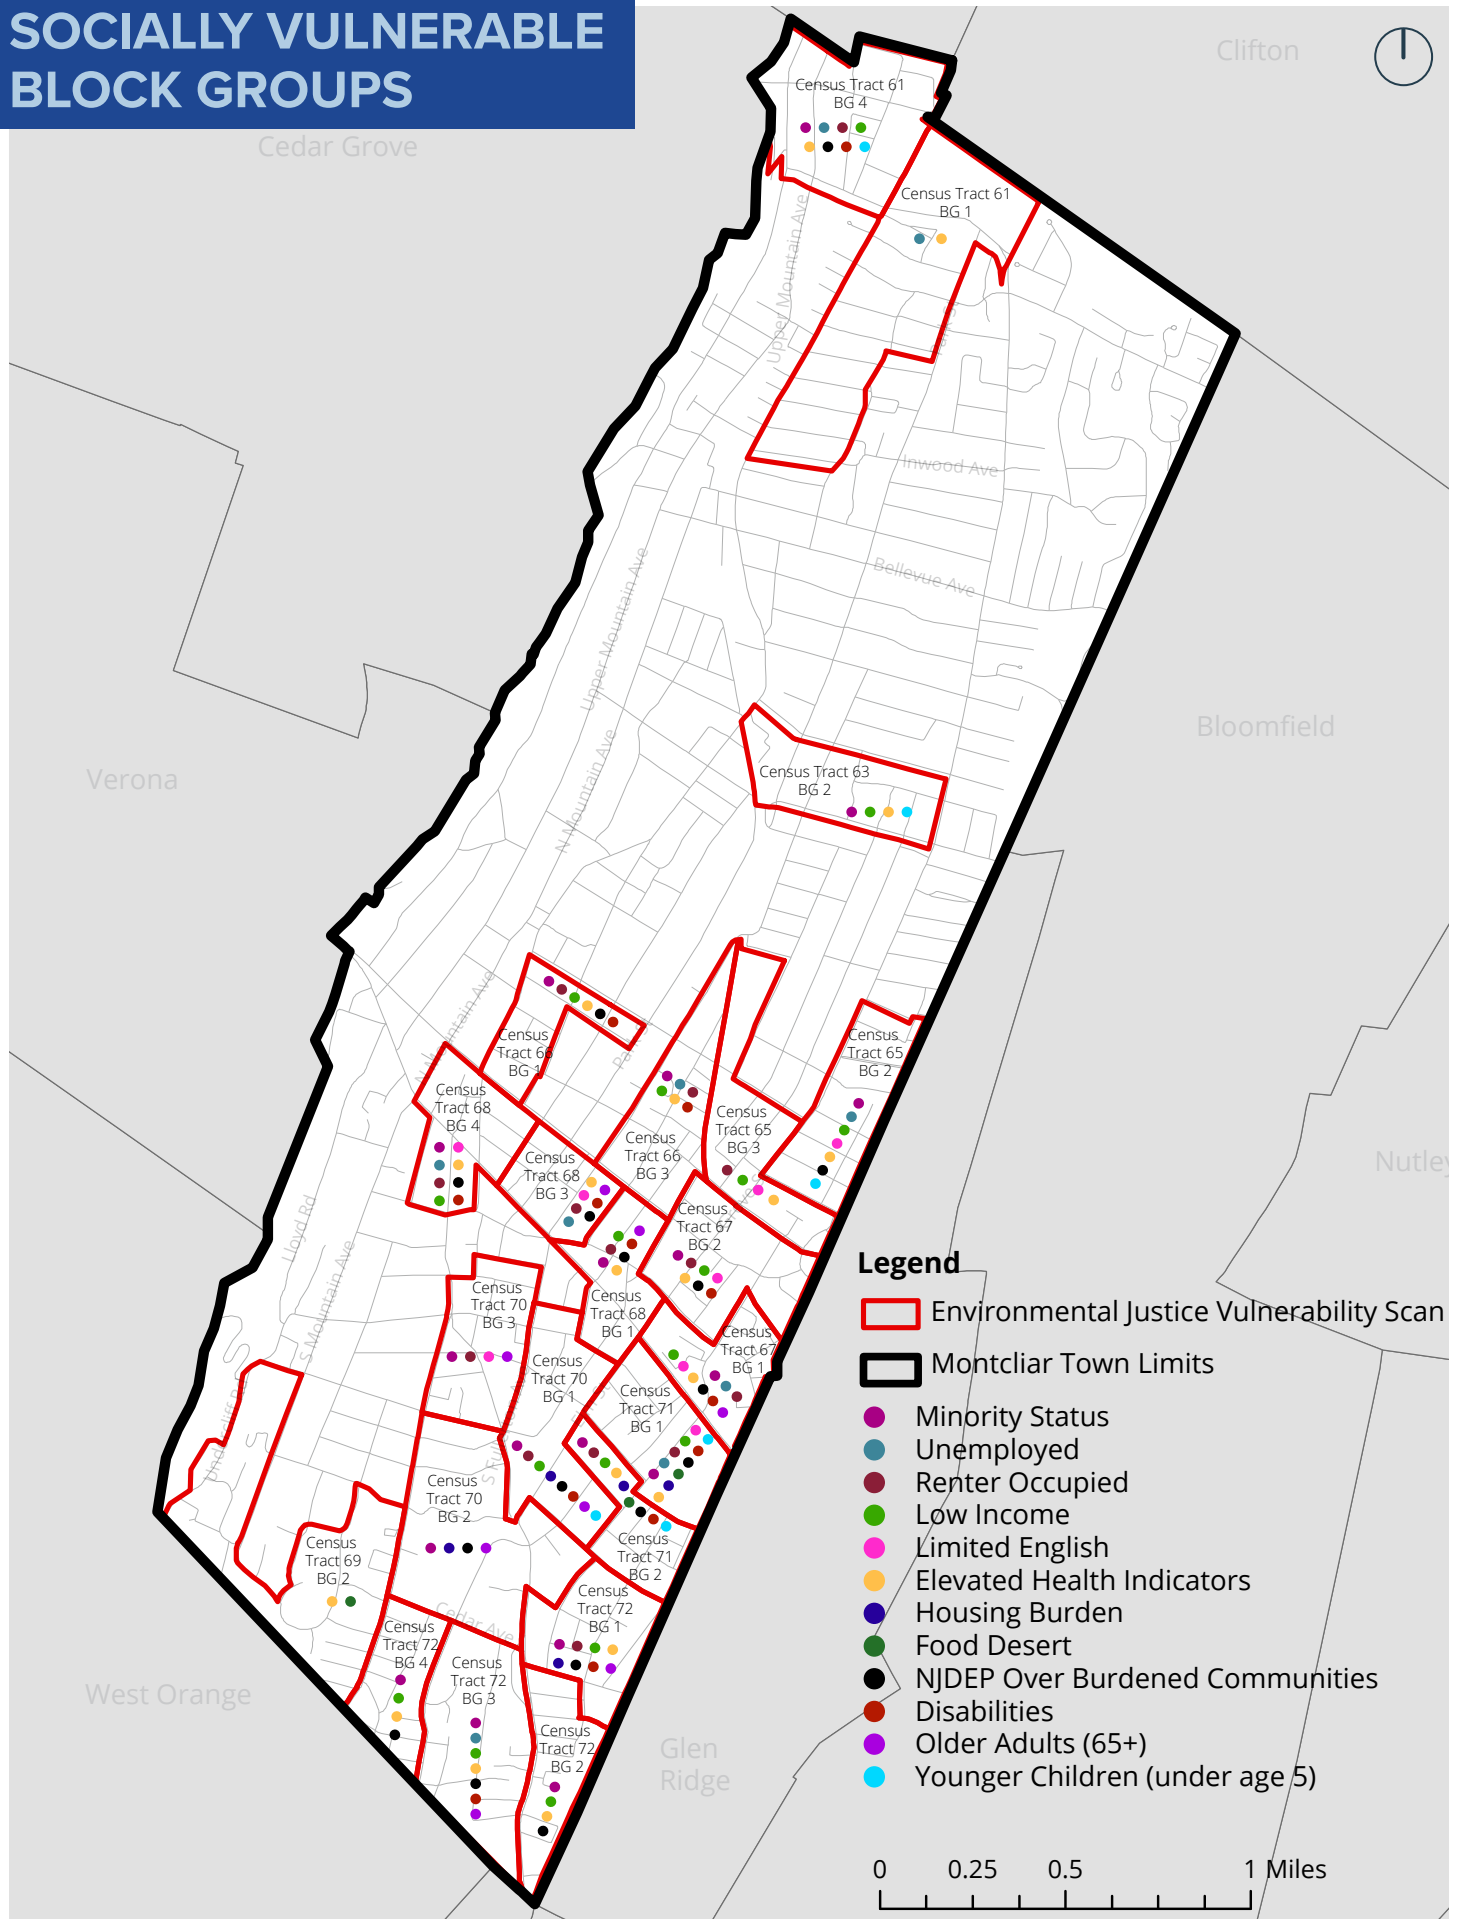 SOCIALLY VULNERABLE
BLOCK GROUPS
Clifton
Cedar Grove
Census Tract 61
BG 4
Census Tract 61
BG 1
Upper Mountain Ave
Inwood Ave
Bellevue Ave
Upper Mountain Ave
Bloomfield
Verona
N Mountain Ave
Census Tract 63
BG 2
N Mountain Ave
Census
Tract 66
BG 1
Census
Tract 65
BG 2
Census
Tract 68
BG 4
Census
Tract 65
BG 3
Census
Tract 66
BG 3
Census
Tract 68
BG 3
Nutley
Lloyd Rd
Census
Tract 67
BG 2
S Mountain Ave
Census
Tract 70
BG 3
Census
Tract 68
BG 1
Census
Tract 67
BG 1
Census
Tract 70
BG 1
Census
Tract 71
BG 1
Census
Tract 70
BG 2
Census
Tract 69
BG 2
Census
Tract 71
BG 2
Census
Tract 72
BG 1
Cedar Ave
Census
Tract 72
BG 4
Census
Tract 72
BG 3
Census
Tract 72
BG 2
West Orange
Glen
Ridge
Legend
Environmental Justice Vulnerability Scan
Montcliar Town Limits
Minority Status
Unemployed
Renter Occupied
Low Income
Limited English
Elevated Health Indicators
Housing Burden
Food Desert
NJDEP Over Burdened Communities
Disabilities
Older Adults (65+)
Younger Children (under age 5)
0 0.25 0.5 1 Miles